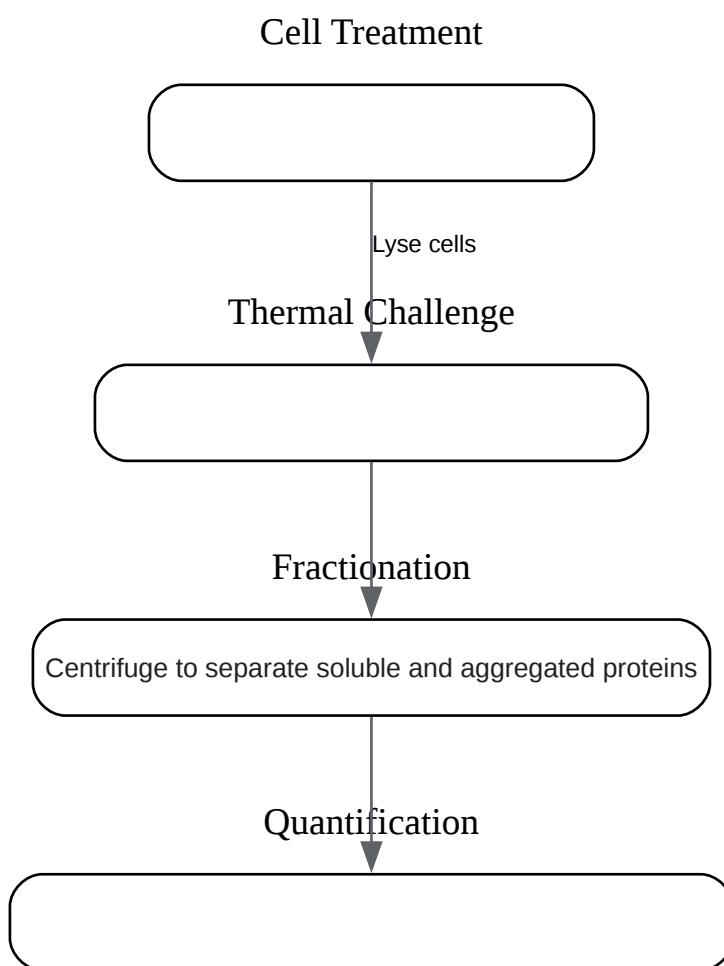 Cell Treatment
Lyse cells
Thermal Challenge
Fractionation
Centrifuge to separate soluble and aggregated proteins
Quantification